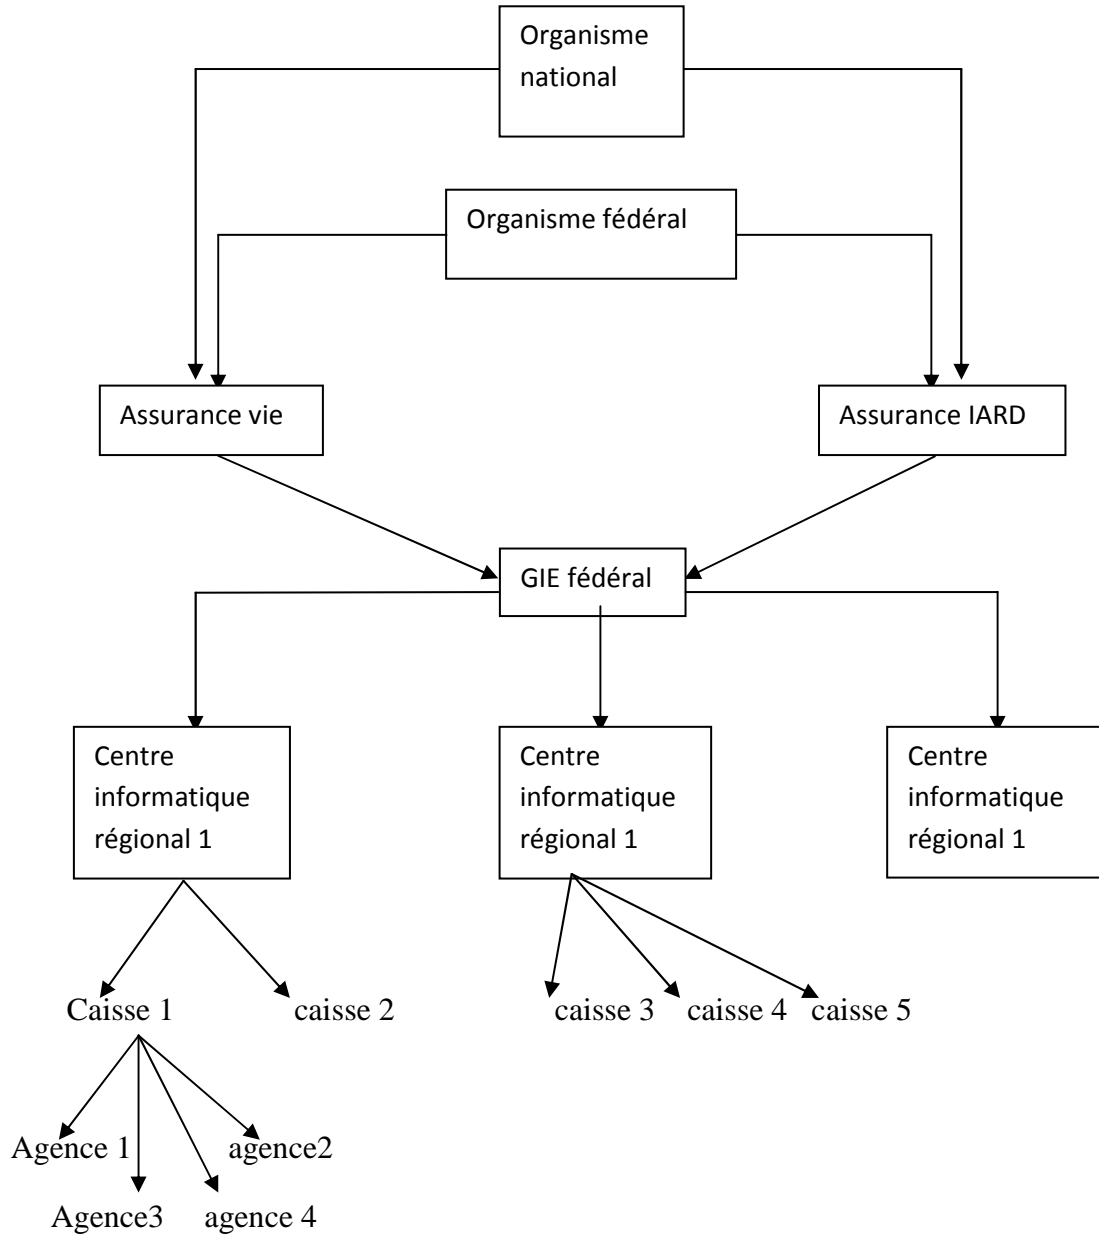 Organisme
national
Organisme fédéral
Assurance vie
Assurance IARD
GIE fédéral
Centre
informatique
régional 1
Centre
informatique
régional 1
Centre
informatique
régional 1
Caisse 1
caisse 2
caisse 3
caisse 4
caisse 5
Agence 1
agence2
Agence3
agence 4